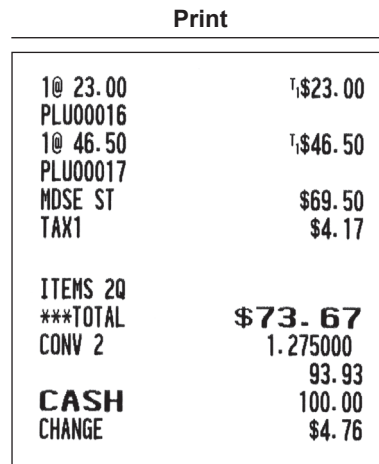 Print
1@ 23.00 T1$23.00
PLU00016
1@ 46.50 T1$46.50
PLU00017
MDSE ST $69.50
TAX1 $4.17
ITEMS 2Q
***TOTAL $73.67
CONV 2 1.275000
93.93
CASH 100.00
CHANGE $4.76